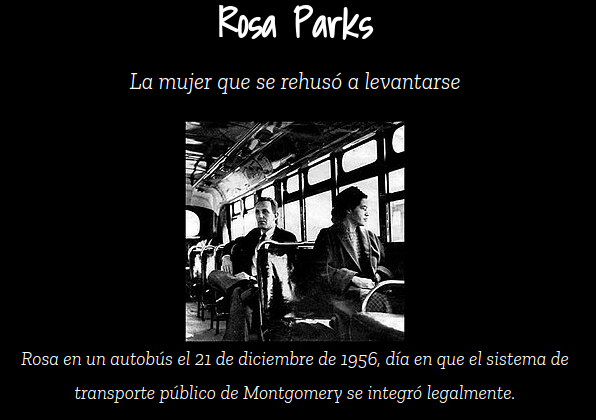 Rosa Parks
La mujer que se rehusó a levantarse
Rosa en un autobús el 21 de diciembre de 1956, día en que el sistema de
transporte público de Montgomery se integró legalmente.